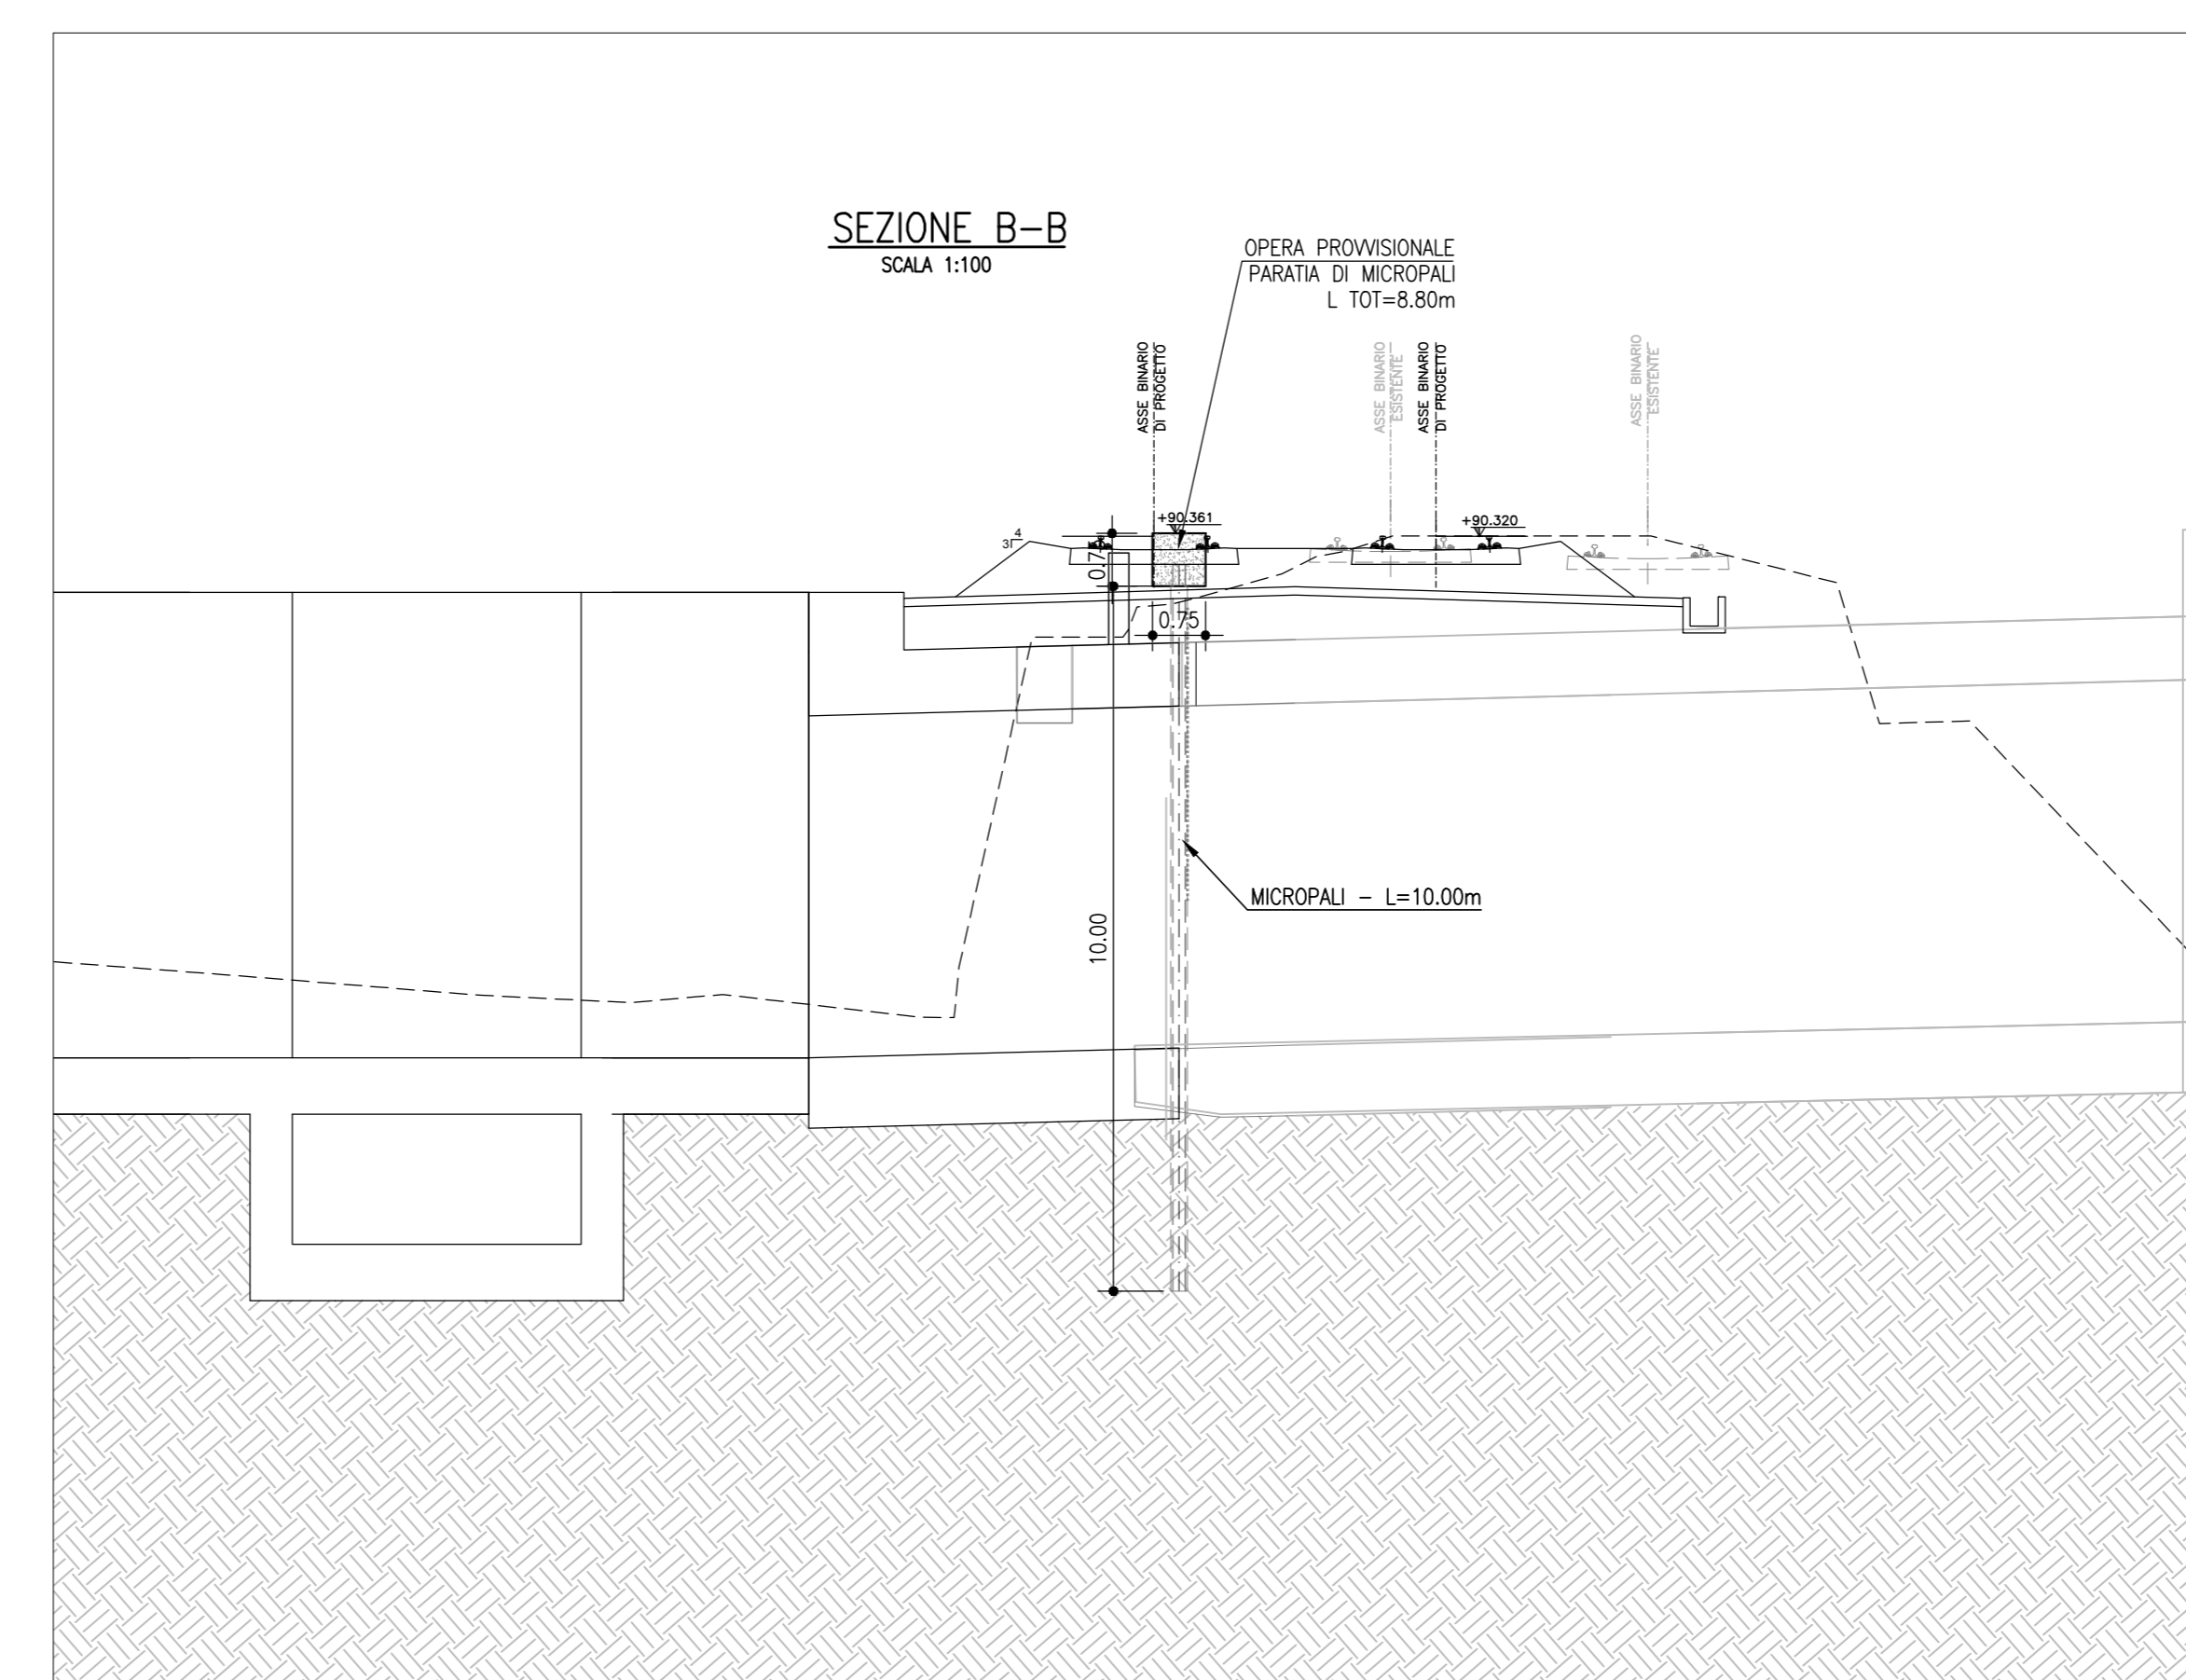 SEZIONE B-B
SCALA 1:100
OPERA PROVVISIONALE
PARATIA DI MICROPALI
L TOT=8.80m
ASSE BINARIO
DI PROGETTO
ASSE BINARIO
ESISTENTE
ASSE BINARIO
DI PROGETTO
ASSE BINARIO
ESISTENTE
+90.361
+90.320
4
3
0.75
MICROPALI - L=10.00m
10.00